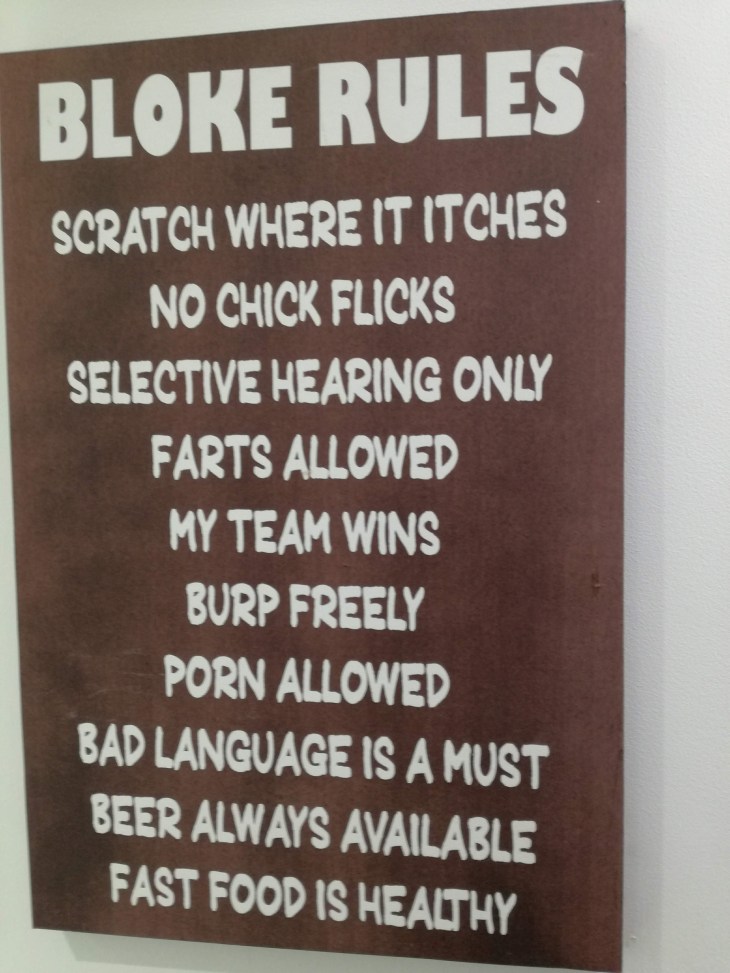 BLOKE RULES
SCRATCH WHERE IT ITCHES
NO CHICK FLICKS
SELECTIVE HEARING ONLY
FARTS ALLOWED
MY TEAM WINS
BURP FREELY
PORN ALLOWED
BAD LANGUAGE IS A MUST
BEER ALWAYS AVAILABLE
FAST FOOD IS HEALTHY